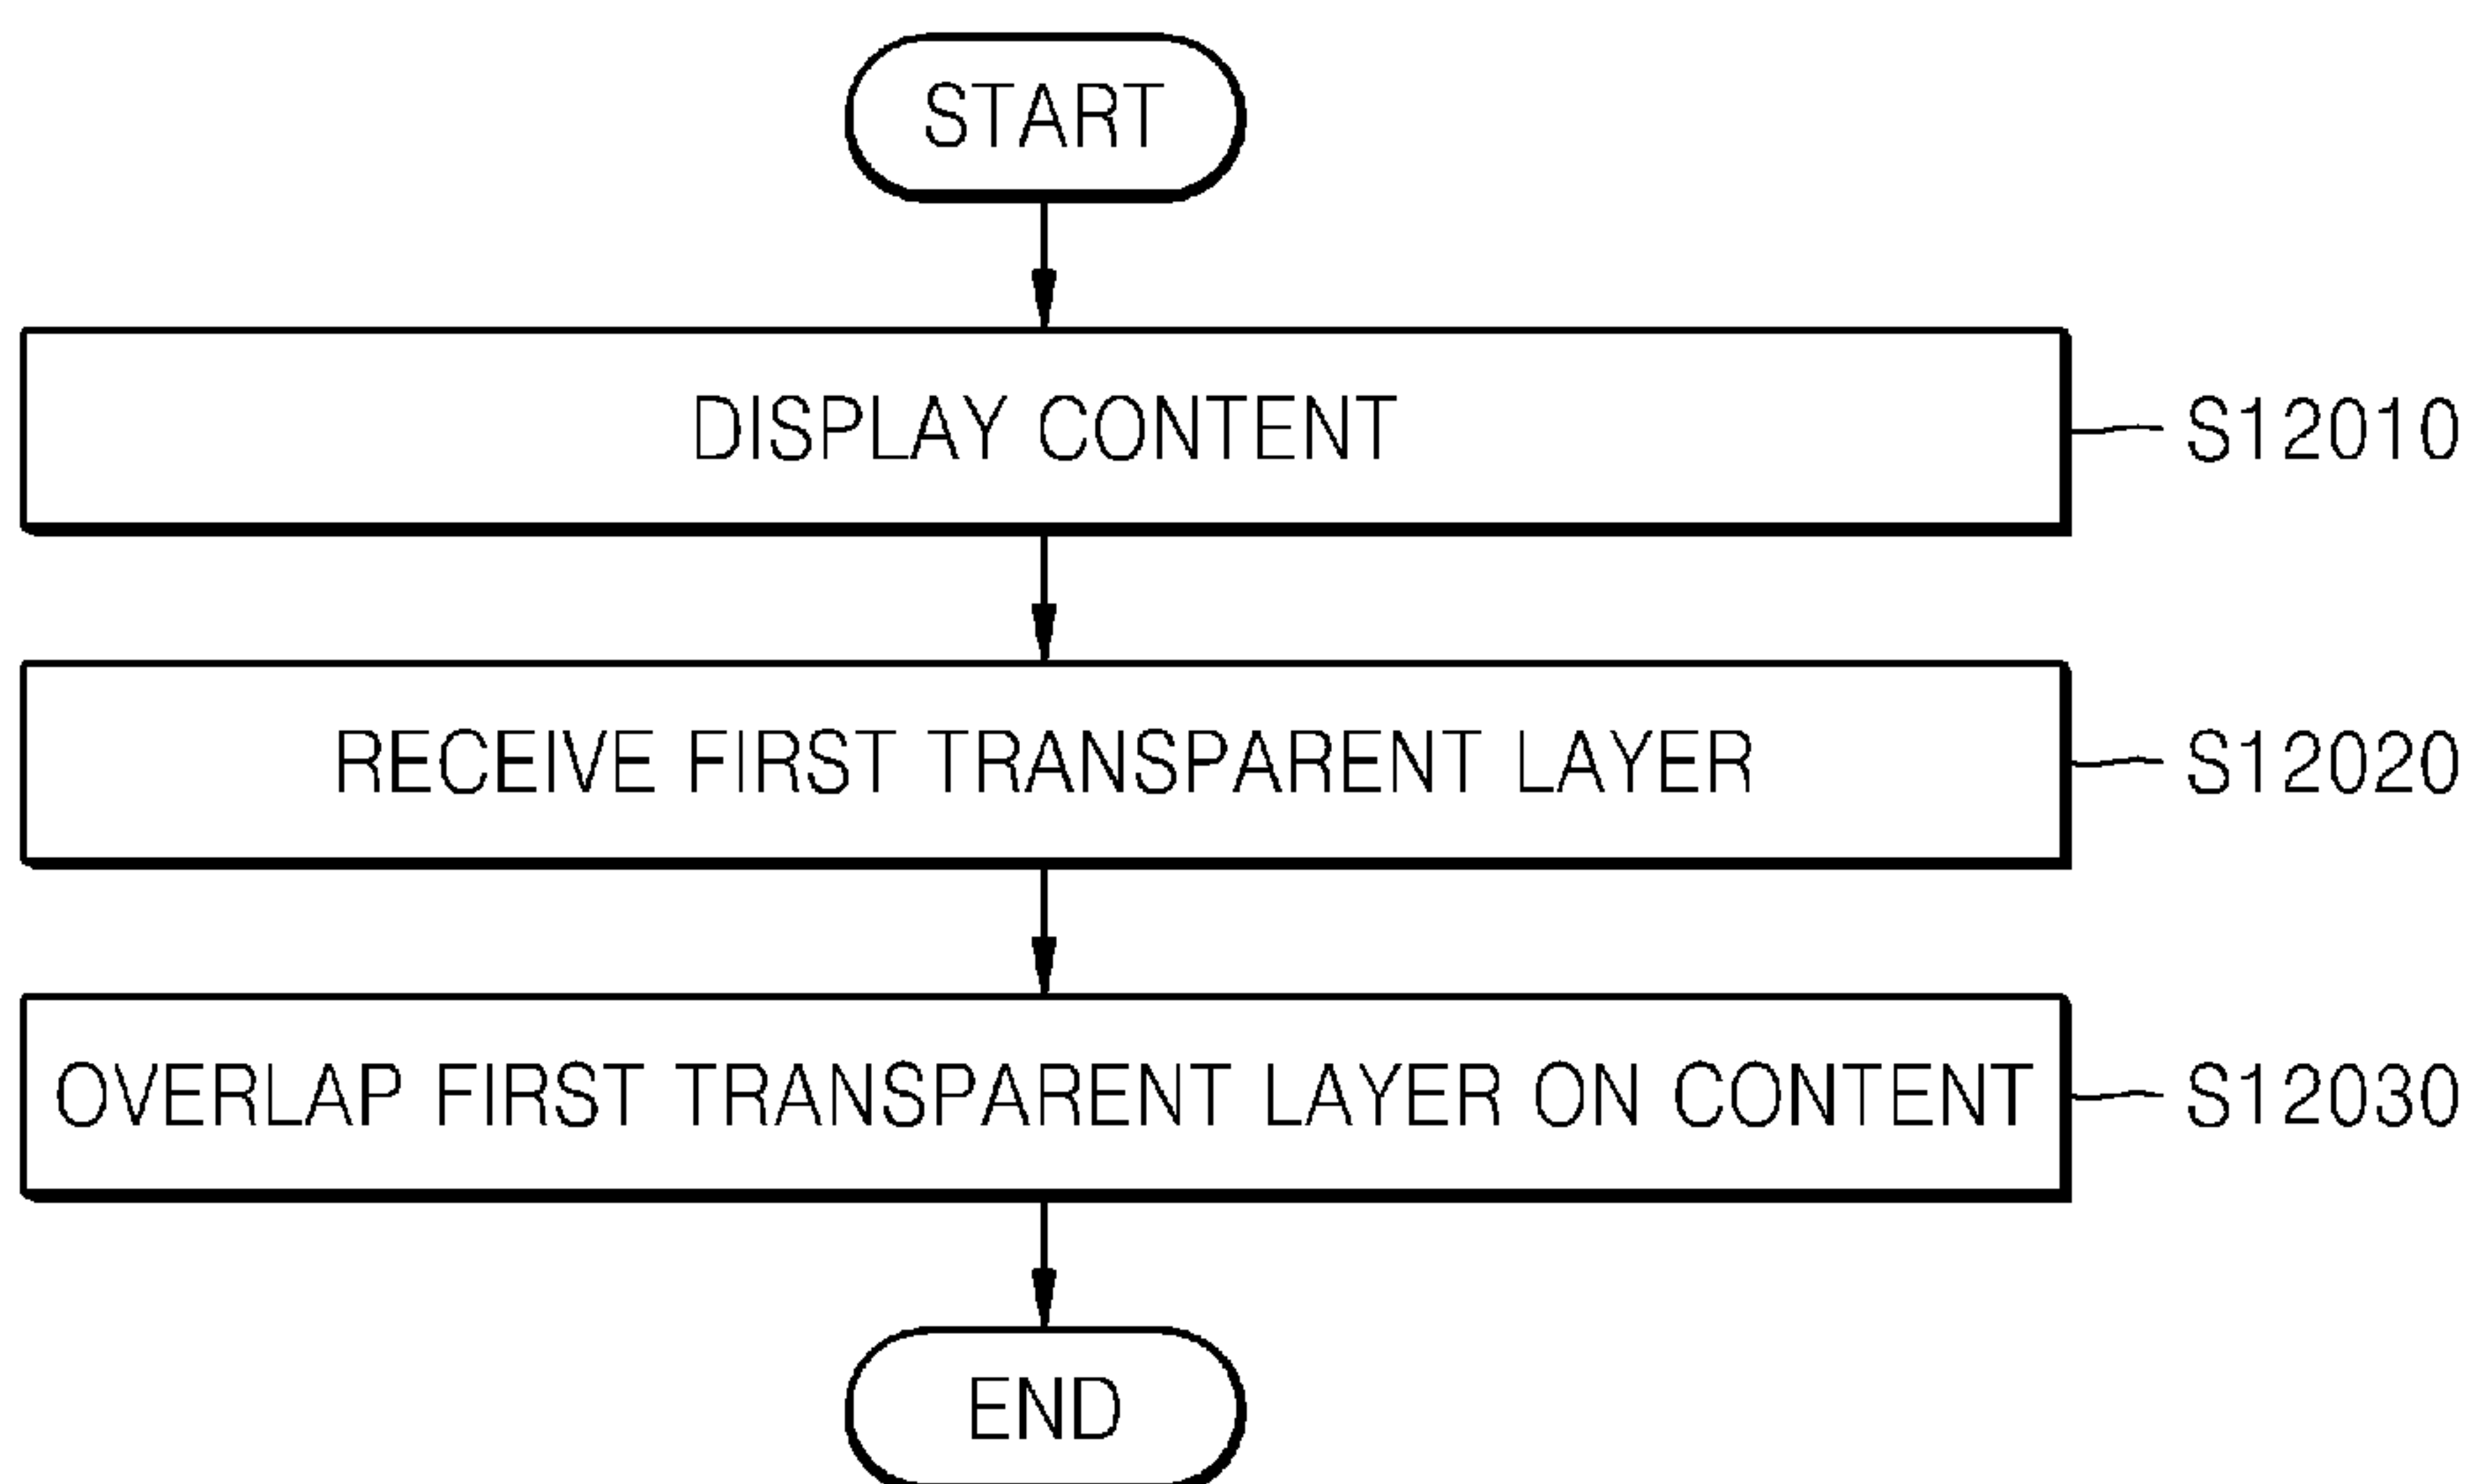 START
DISPLAY CONTENT
S12010
RECEIVE FIRST TRANSPARENT LAYER
S12020
OVERLAP FIRST TRANSPARENT LAYER ON CONTENT
S12030
END